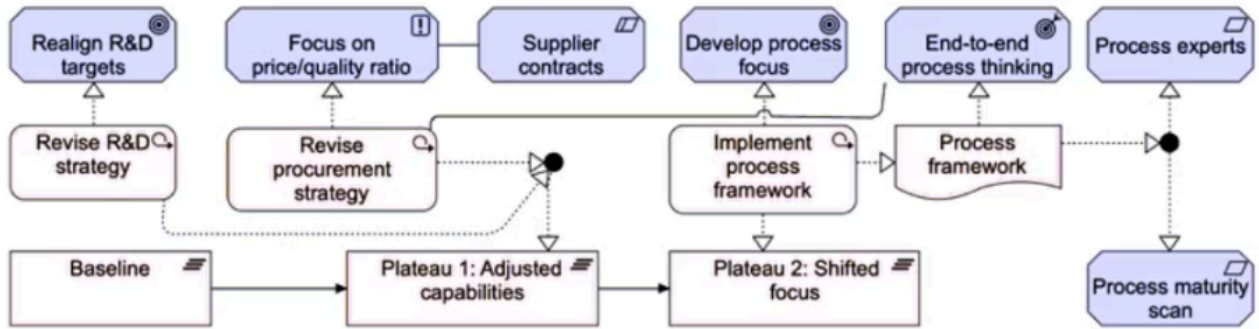 Realign R&D
targets
Focus on
price/quality ratio
Supplier
contracts
Develop process
focus
End-to-end
process thinking
Process experts
Revise R&D
strategy
Revise
procurement
strategy
Implement
process
framework
Process
framework
Baseline
Plateau 1: Adjusted
capabilities
Plateau 2: Shifted
focus
Process maturity
scan